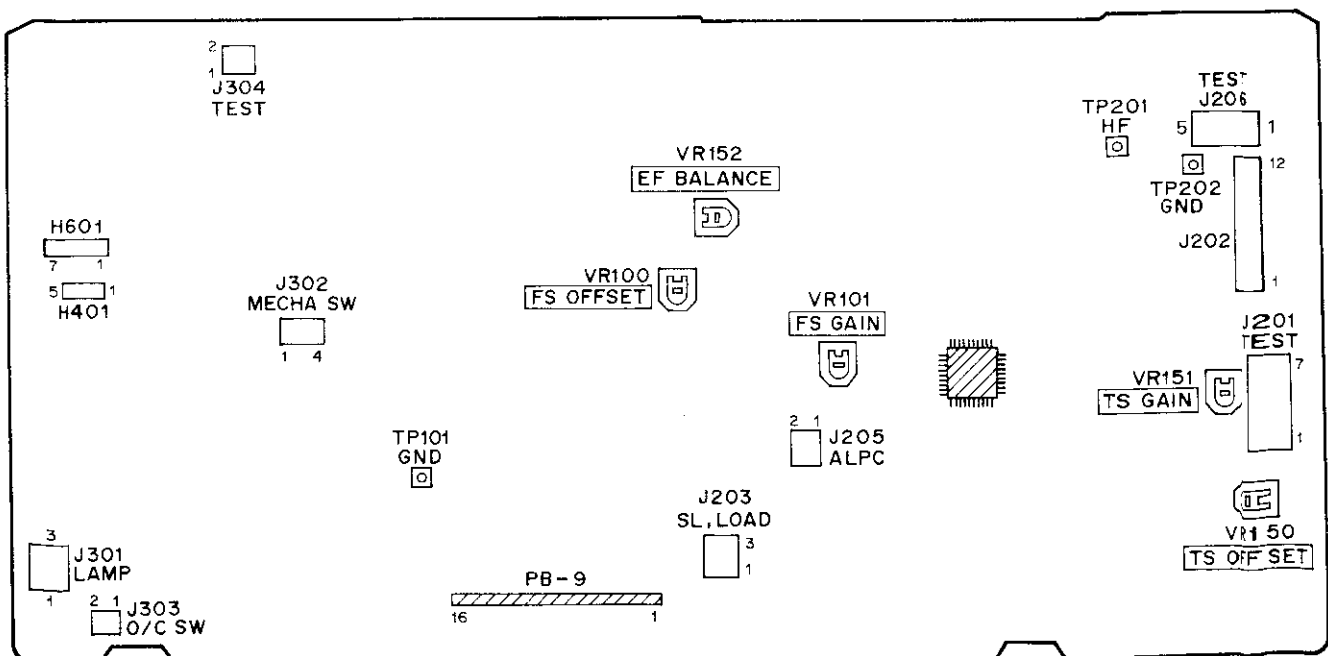 2
1
J304
TEST
TEST
J206
5 1
TP201
HF
12
TP202
GND
J202
1
VR152
EF BALANCE
H601
7 1
5 1
H401
J302
MECHA SW
1 4
VR100
FS OFFSET
VR101
FS GAIN
J201
TEST
7
1
VR151
TS GAIN
2 1
J205
ALPC
TP101
GND
J203
SL, LOAD
3
1
VR150
TS OFFSET
3
J301
LAMP
1
2 1
J303
O/C SW
PB-9
16 1